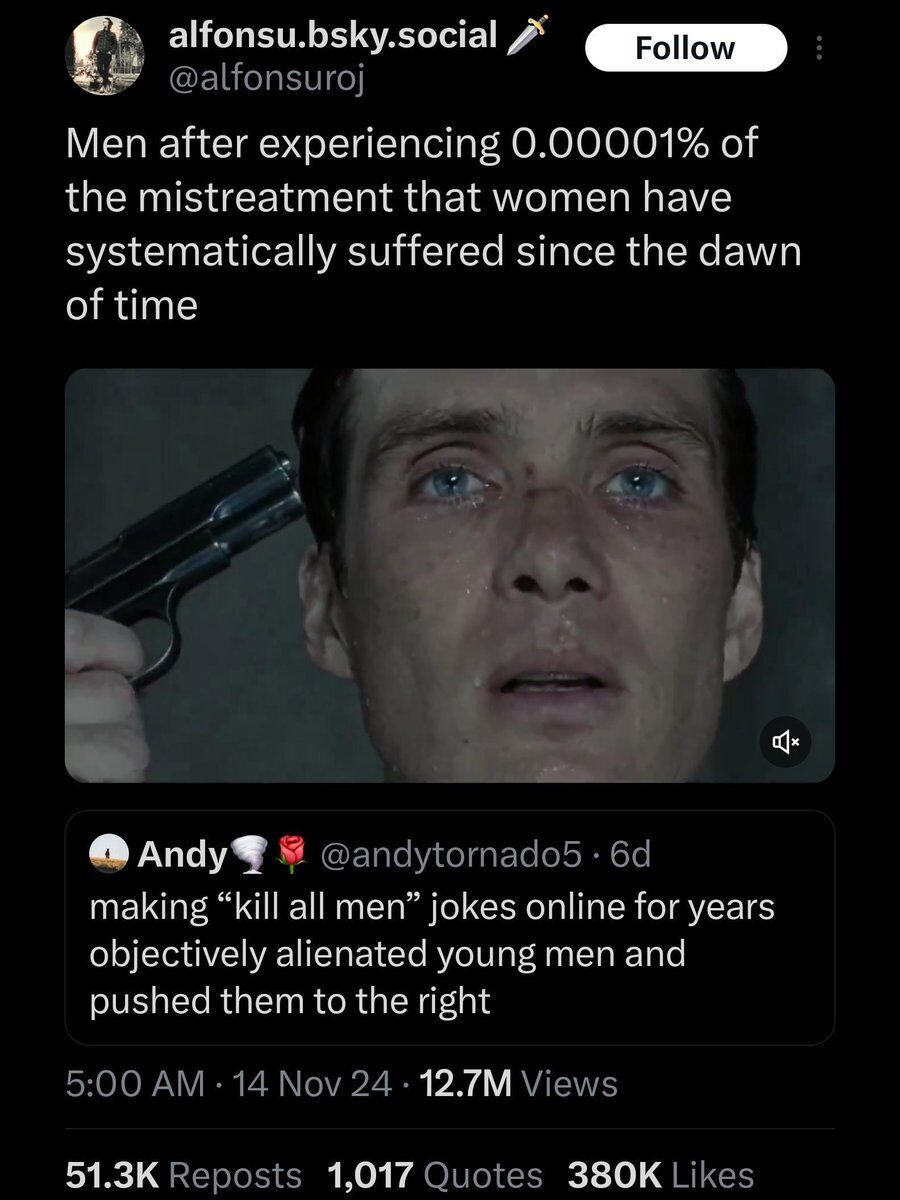 alfonsu.bsky.social 🗡️
Follow
@alfonsuroj
Men after experiencing 0.00001% of
the mistreatment that women have
systematically suffered since the dawn
of time
Andy🌪️🌹 @andytornado5 · 6d
making “kill all men” jokes online for years
objectively alienated young men and
pushed them to the right
5:00 AM · 14 Nov 24 · 12.7M Views
51.3K Reposts 1,017 Quotes 380K Likes